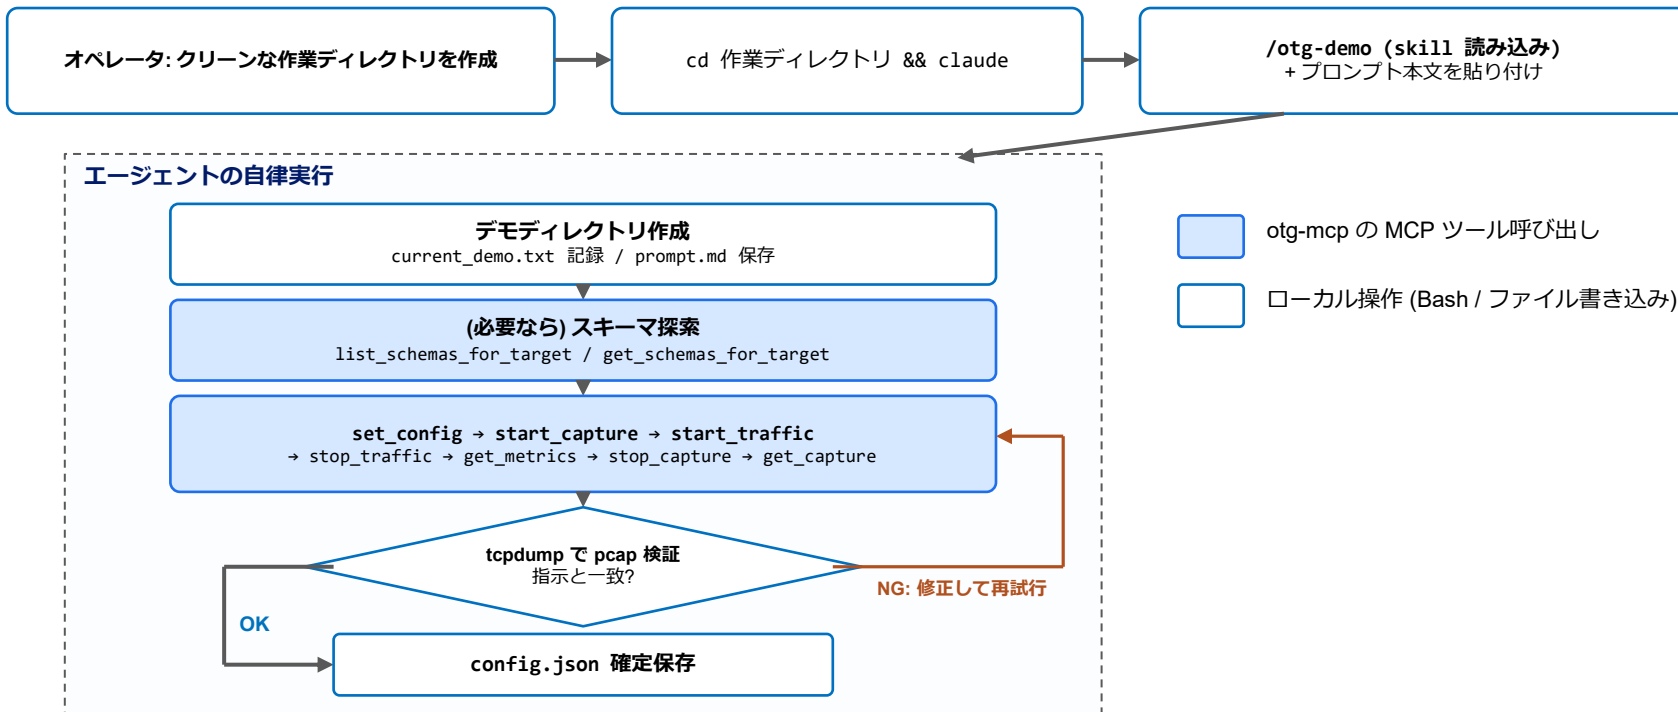 オペレータ: クリーンな作業ディレクトリを作成
cd 作業ディレクトリ && claude
/otg-demo (skill 読み込み)
+ プロンプト本文を貼り付け
エージェントの自律実行
デモディレクトリ作成
current_demo.txt 記録 / prompt.md 保存
(必要なら) スキーマ探索
list_schemas_for_target / get_schemas_for_target
set_config → start_capture → start_traffic
→ stop_traffic → get_metrics → stop_capture → get_capture
tcpdump で pcap 検証
指示と一致?
NG: 修正して再試行
OK
config.json 確定保存
otg-mcp の MCP ツール呼び出し
ローカル操作 (Bash / ファイル書き込み)